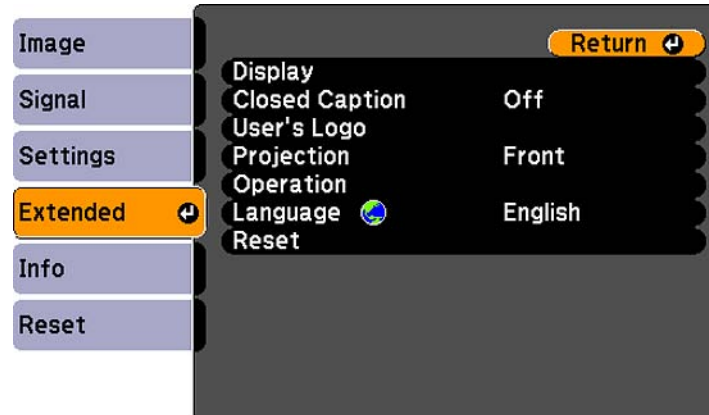 Image
Signal
Settings
Extended
Info
Reset
Return
Display
Closed Caption Off
User's Logo
Projection Front
Operation
Language English
Reset